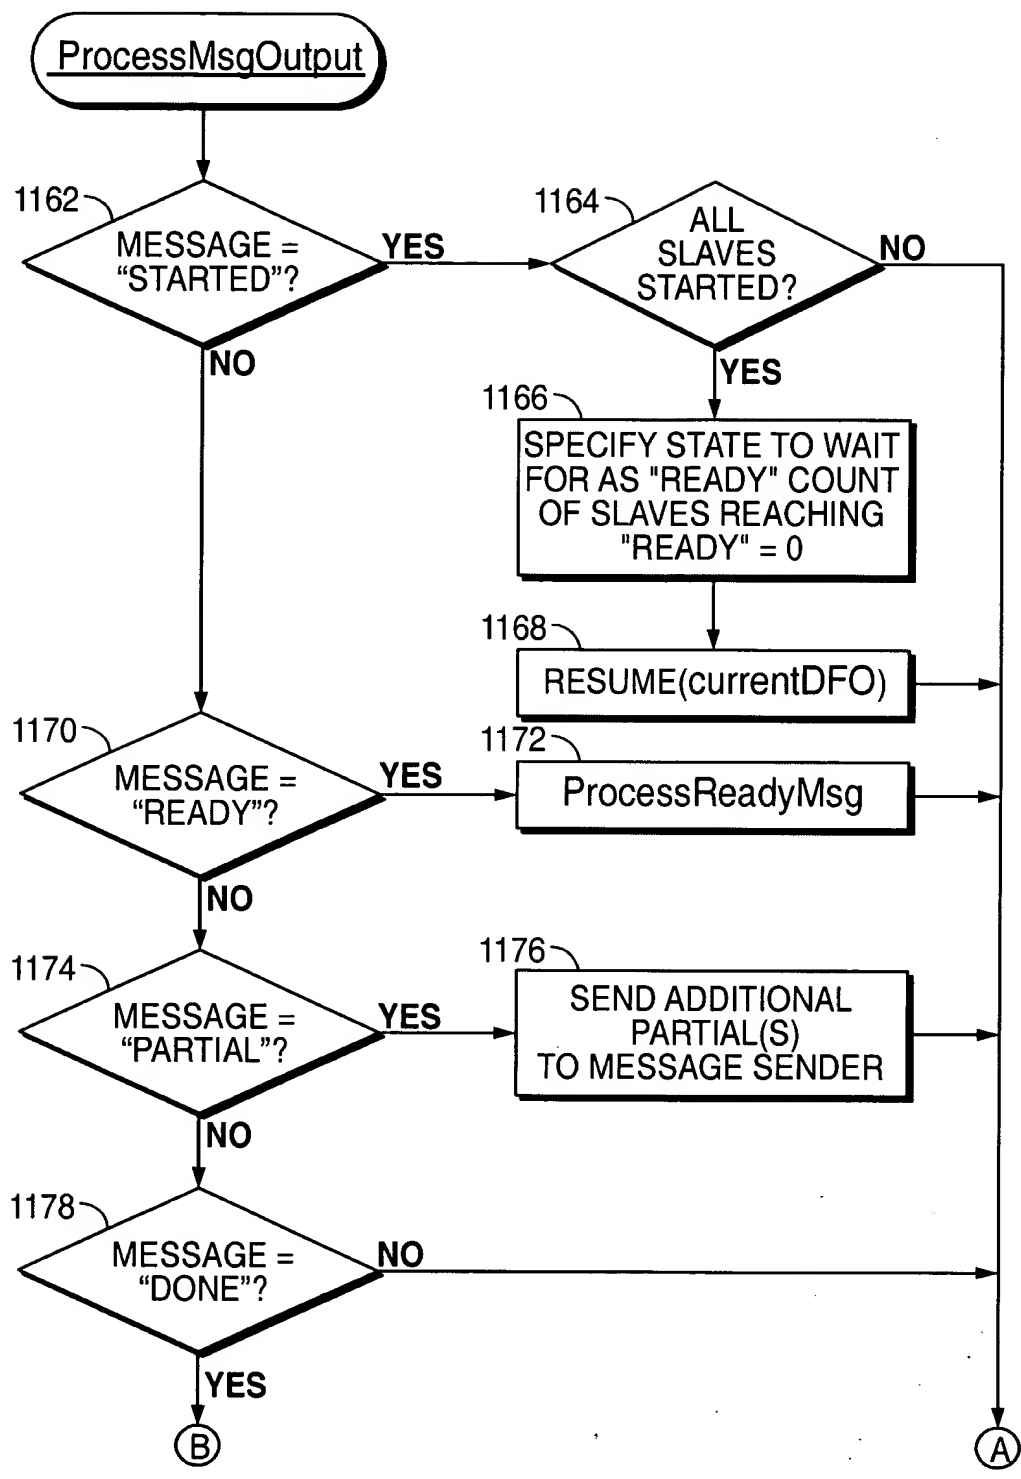 ProcessMsgOutput
1162
MESSAGE =
“STARTED”?
YES
NO
1164
ALL
SLAVES
STARTED?
NO
YES
1166
SPECIFY STATE TO WAIT
FOR AS "READY" COUNT
OF SLAVES REACHING
"READY" = 0
1168
RESUME(currentDFO)
1170
MESSAGE =
“READY”?
YES
NO
1172
ProcessReadyMsg
1174
MESSAGE =
“PARTIAL”?
YES
NO
1176
SEND ADDITIONAL
PARTIAL(S)
TO MESSAGE SENDER
1178
MESSAGE =
“DONE”?
NO
YES
B
A